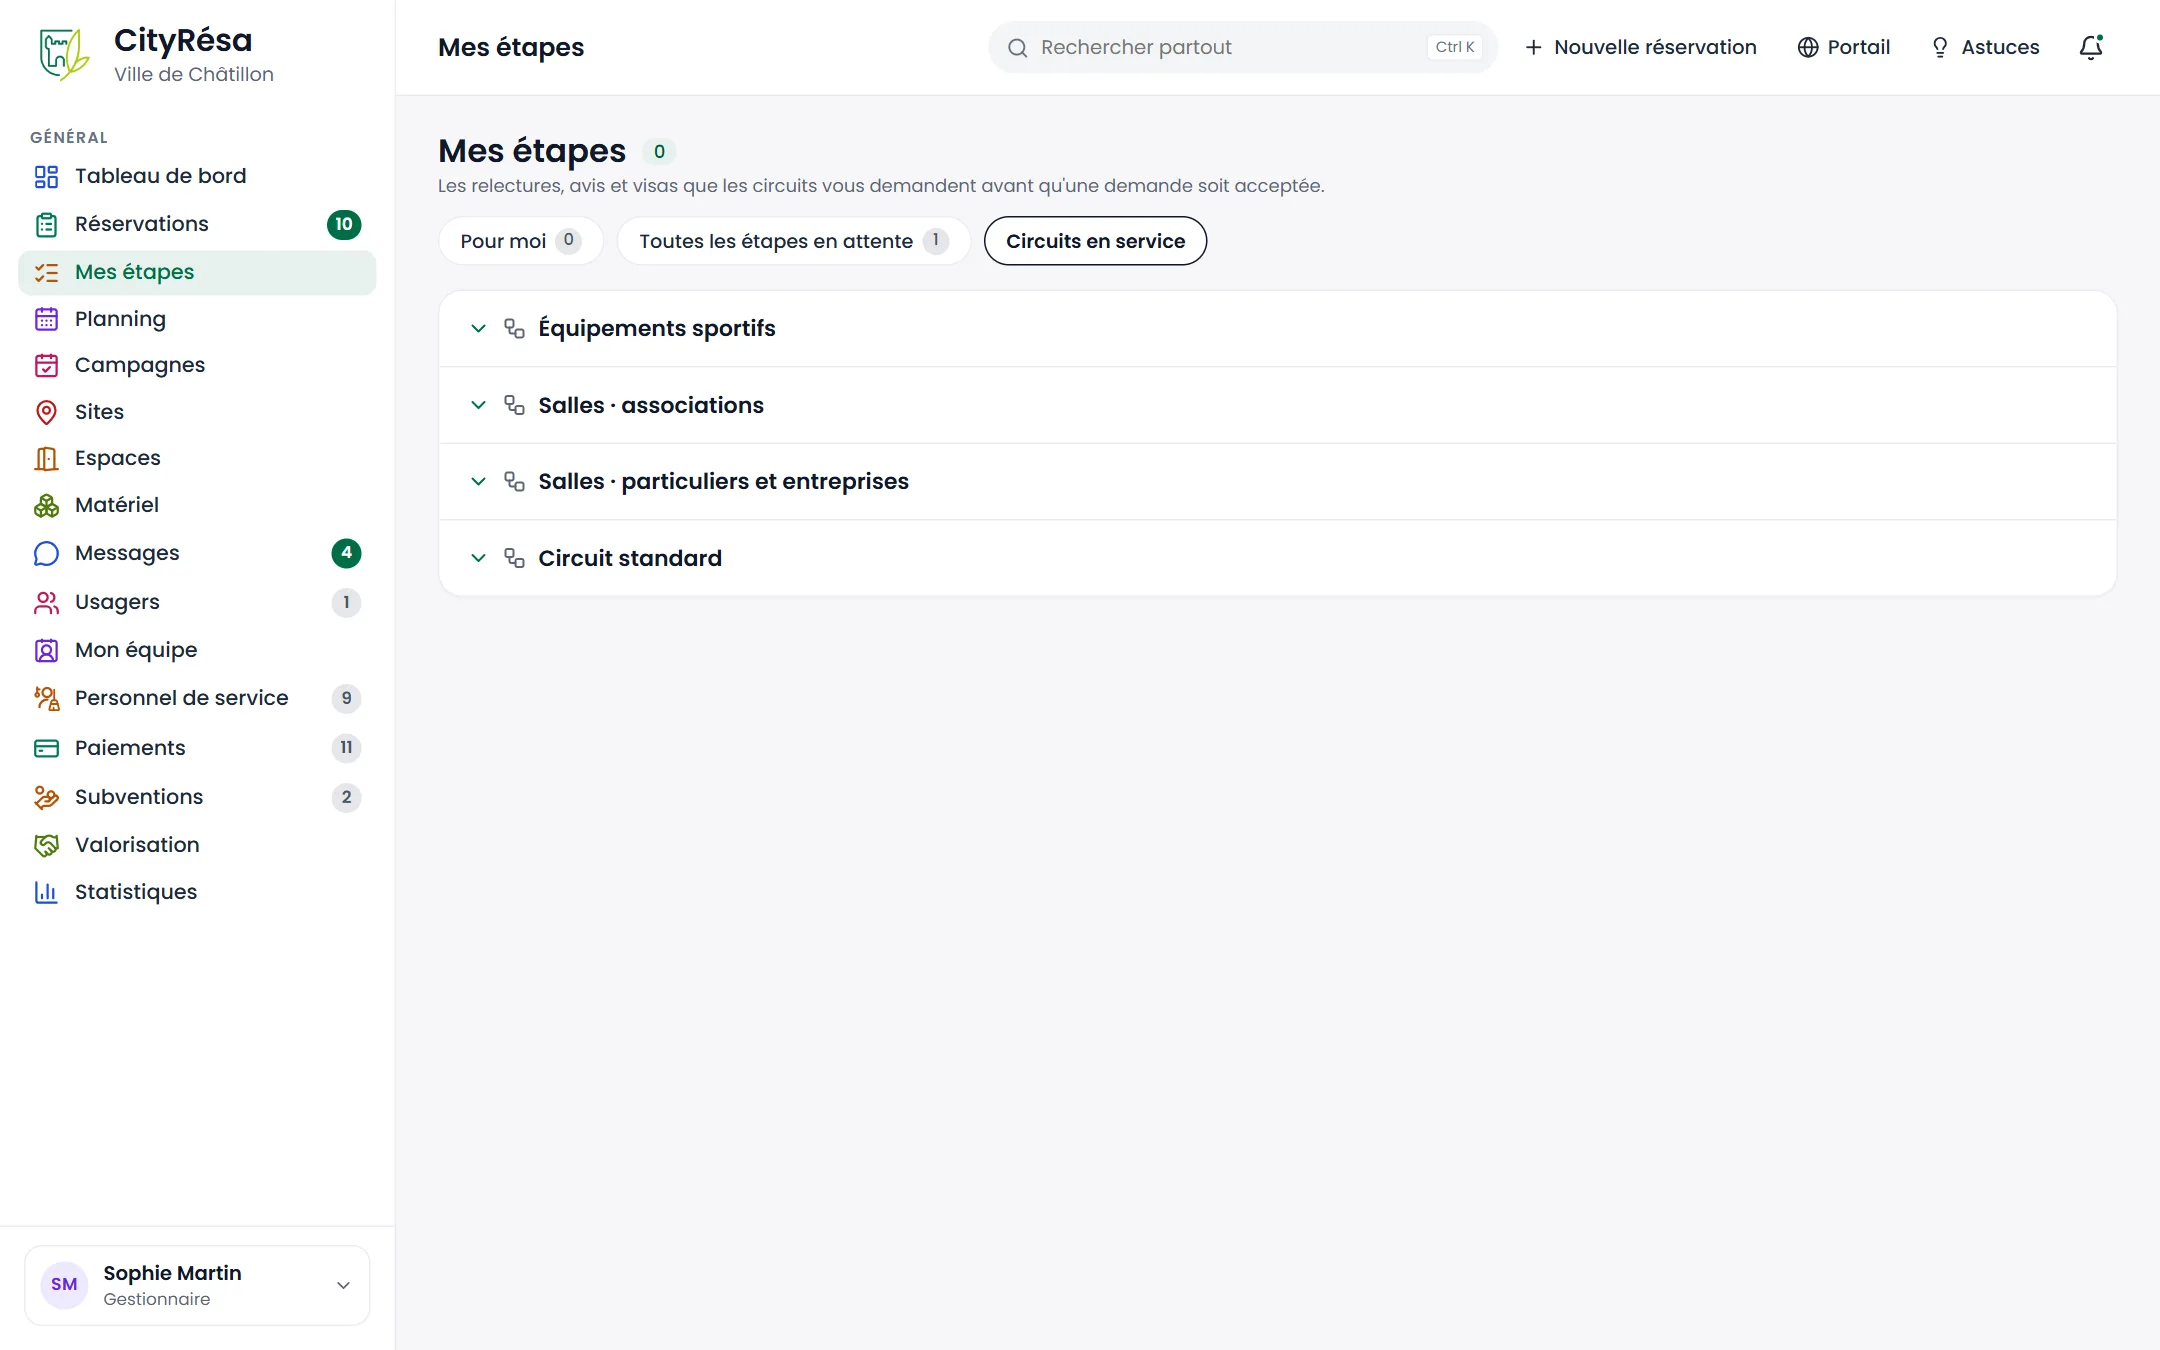 CityRésa
Ville de Châtillon
GÉNÉRAL
Tableau de bord
Réservations 10
Mes étapes
Planning
Campagnes
Sites
Espaces
Matériel
Messages 4
Usagers 1
Mon équipe
Personnel de service 9
Paiements 11
Subventions 2
Valorisation
Statistiques
SM
Sophie Martin
Gestionnaire
Mes étapes
Rechercher partout Ctrl K
Nouvelle réservation
Portail
Astuces
Mes étapes 0
Les relectures, avis et visas que les circuits vous demandent avant qu'une demande soit acceptée.
Pour moi 0
Toutes les étapes en attente 1
Circuits en service
Équipements sportifs
Salles · associations
Salles · particuliers et entreprises
Circuit standard